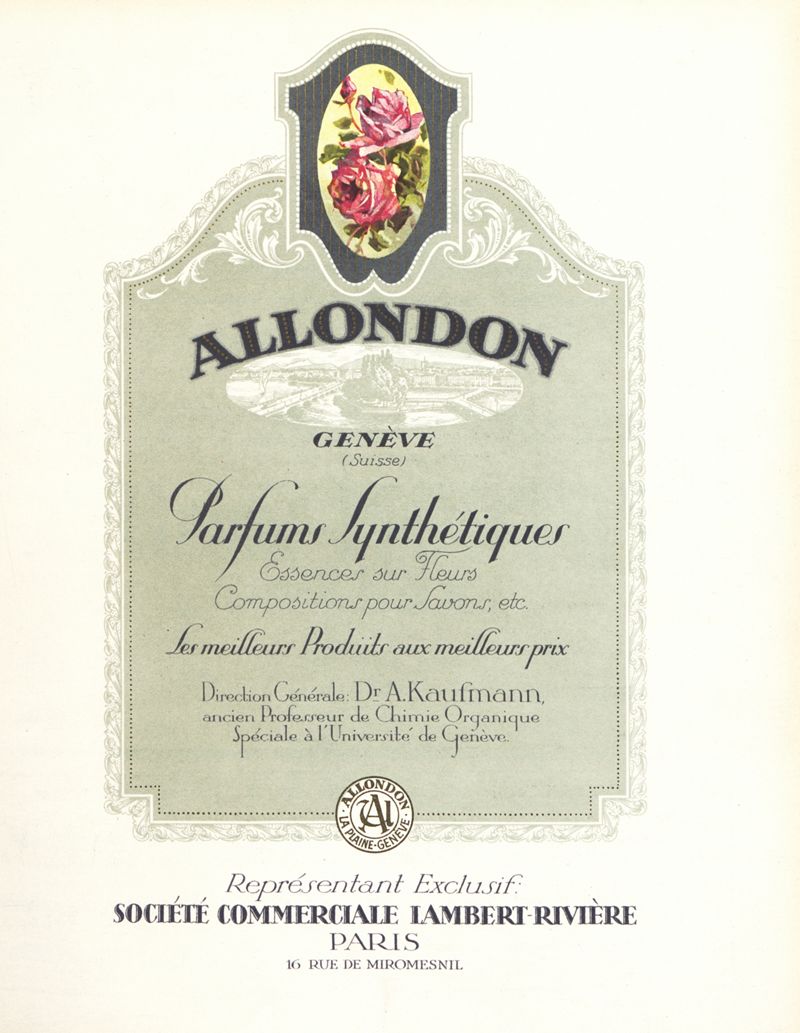 ALLONDON
GENÈVE
(Suisse)
Parfums Synthétiques
Essences sur Fleurs
Compositions pour Savons, etc.
Les meilleurs Produits aux meilleurs prix
Direction Générale: Dr A. Kaufmann,
ancien Professeur de Chimie Organique
Spéciale à l'Université de Genève.
ALLONDON
Al
LA PLAINE-GENÈVE
Représentant Exclusif:
SOCIÉTÉ COMMERCIALE LAMBERT-RIVIÈRE
PARIS
16 RUE DE MIROMESNIL